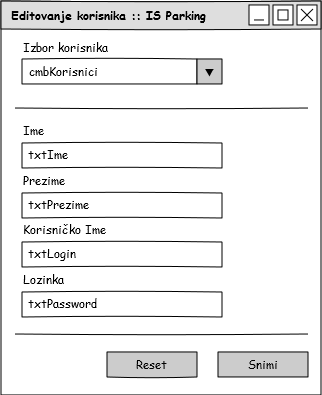 Editovanje korisnika :: IS Parking
Izbor korisnika
cmbKorisnici
Ime
txtIme
Prezime
txtPrezime
Korisničko Ime
txtLogin
Lozinka
txtPassword
Reset Snimi